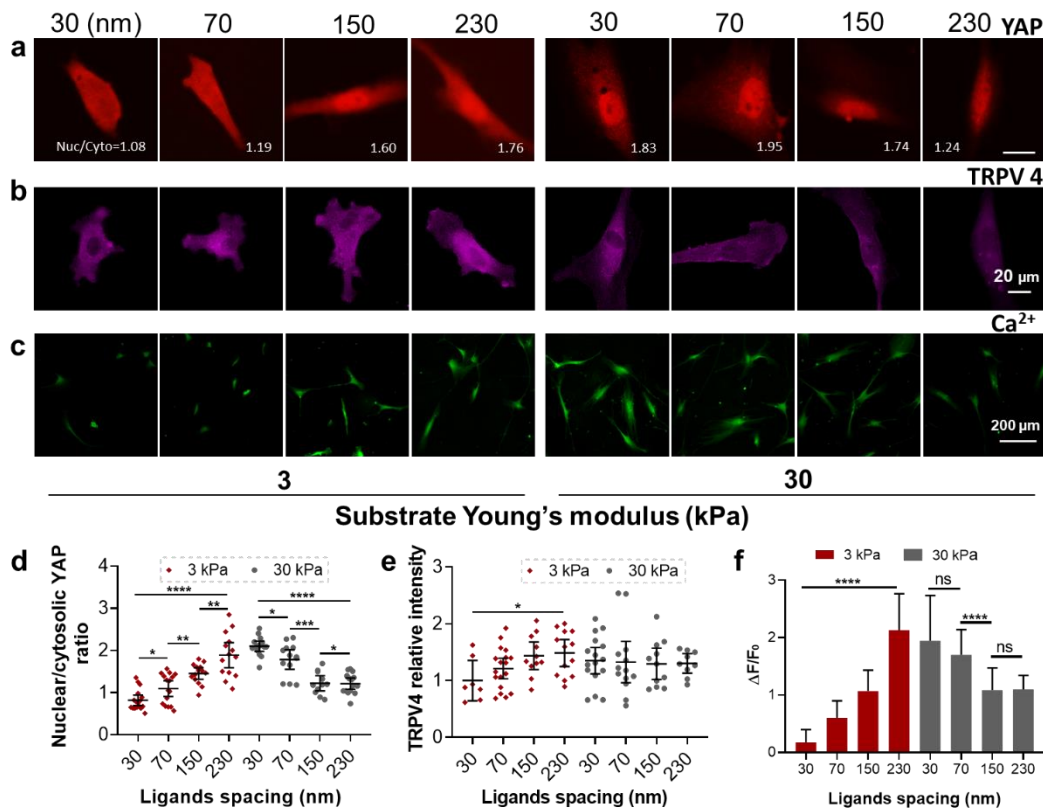 30 (nm) 70 150 230 30 70 150 230
YAP
a
Nuc/Cyto=1.08 1.19 1.60 1.76 1.83 1.95 1.74 1.24
TRPV 4
b
20 µm
Ca²⁺
c
200 µm
3 30
Substrate Young's modulus (kPa)
d
3 kPa 30 kPa
Nuclear/cytosolic YAP
ratio
4
3
2
1
0
**** **** * ** ** * *** *
30 70 150 230 30 70 150 230
Ligands spacing (nm)
e
3 kPa 30 kPa
TRPV4 relative intensity
3
2
1
0
*
30 70 150 230 30 70 150 230
Ligands spacing (nm)
f
3 kPa 30 kPa
ΔF/F₀
3
2
1
0
**** ns **** ns
30 70 150 230 30 70 150 230
Ligands spacing (nm)